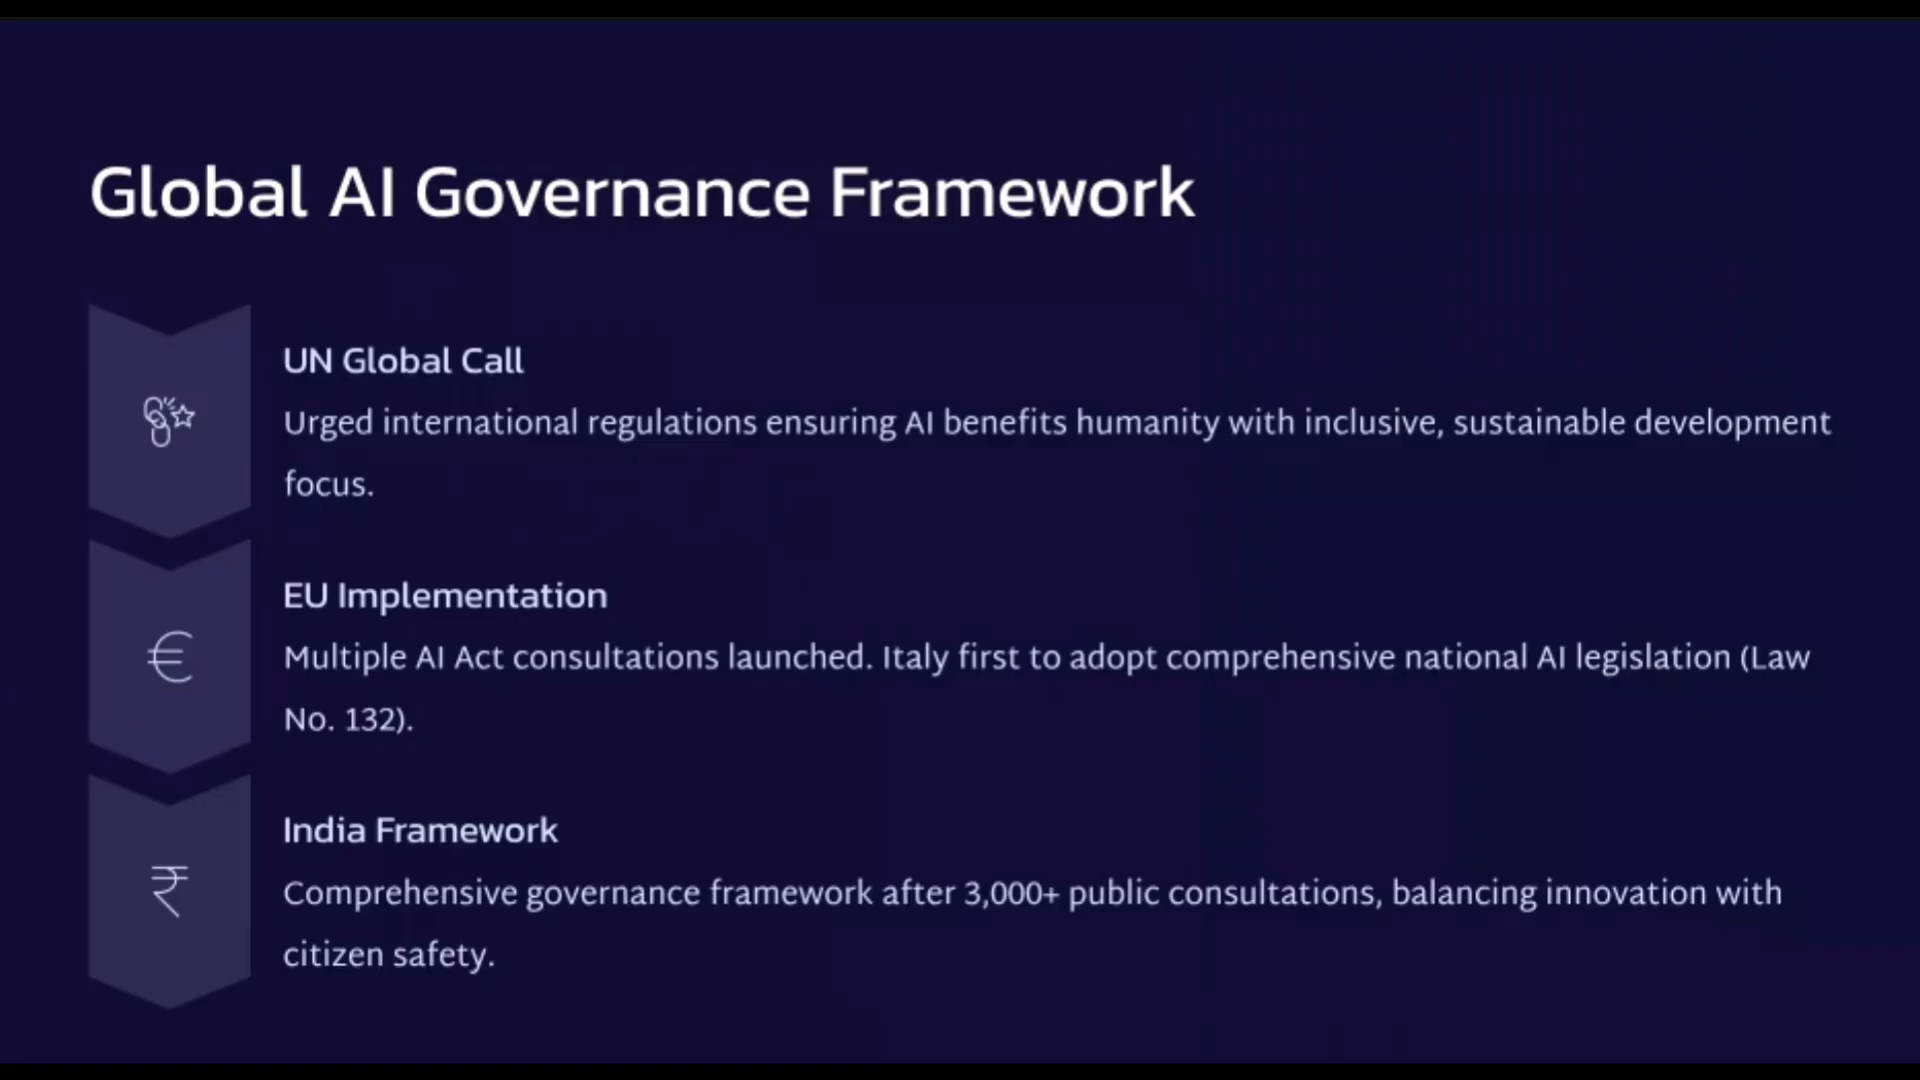 Global AI Governance Framework
UN Global Call
Urged international regulations ensuring AI benefits humanity with inclusive, sustainable development
focus.
€
EU Implementation
Multiple AI Act consultations launched. Italy first to adopt comprehensive national AI legislation (Law
No. 132).
₹
India Framework
Comprehensive governance framework after 3,000+ public consultations, balancing innovation with
citizen safety.